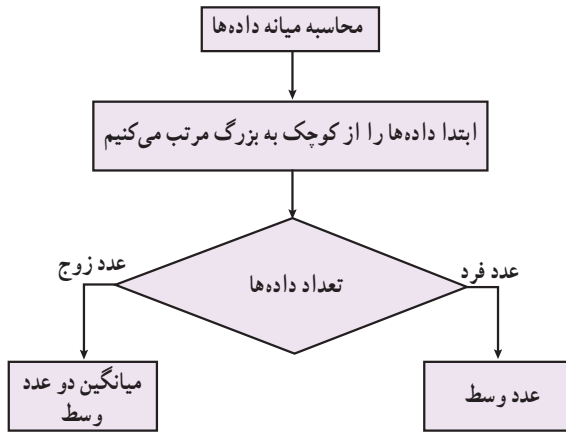 محاسبه میانه داده‌ها
ابتدا داده‌ها را از کوچک به بزرگ مرتب می‌کنیم
تعداد داده‌ها
عدد فرد
عدد زوج
عدد وسط
میانگین دو عدد
وسط